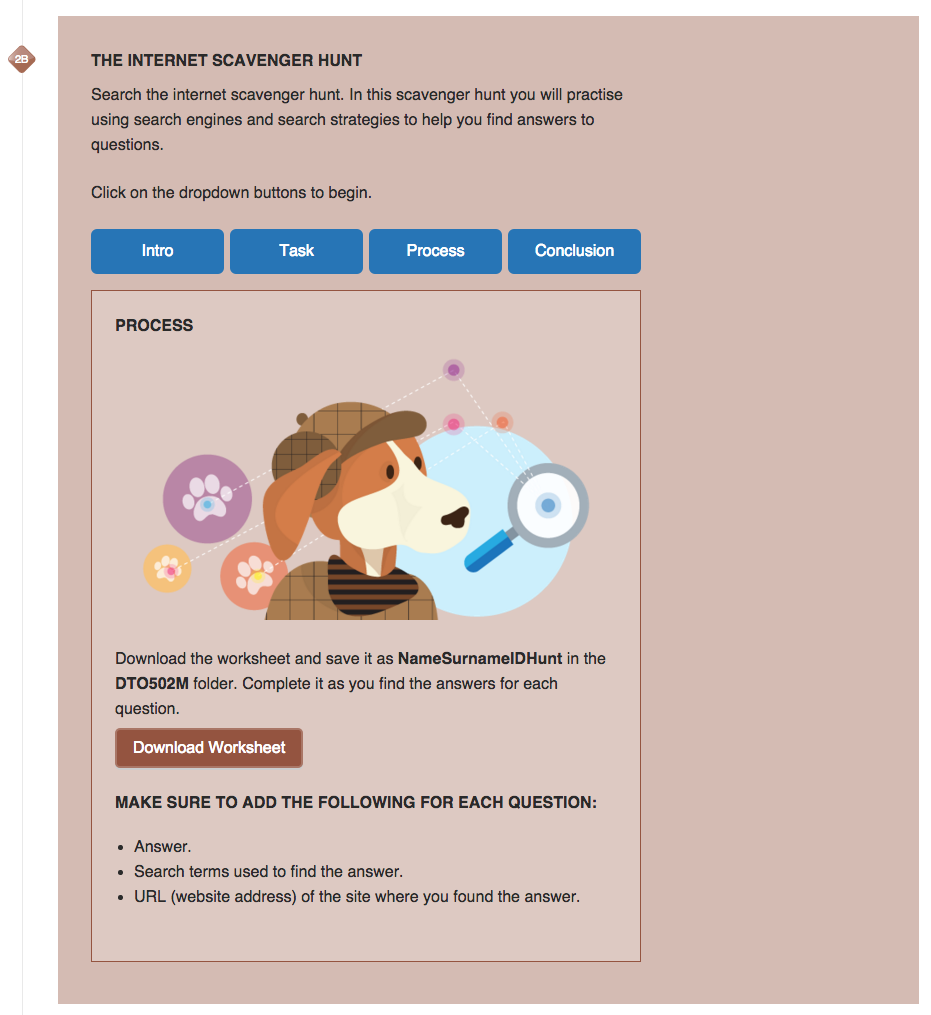 2B
THE INTERNET SCAVENGER HUNT
Search the internet scavenger hunt. In this scavenger hunt you will practise
using search engines and search strategies to help you find answers to
questions.
Click on the dropdown buttons to begin.
Intro
Task
Process
Conclusion
PROCESS
Download the worksheet and save it as NameSurnameIDHunt in the
DTO502M folder. Complete it as you find the answers for each
question.
Download Worksheet
MAKE SURE TO ADD THE FOLLOWING FOR EACH QUESTION:
• Answer.
• Search terms used to find the answer.
• URL (website address) of the site where you found the answer.